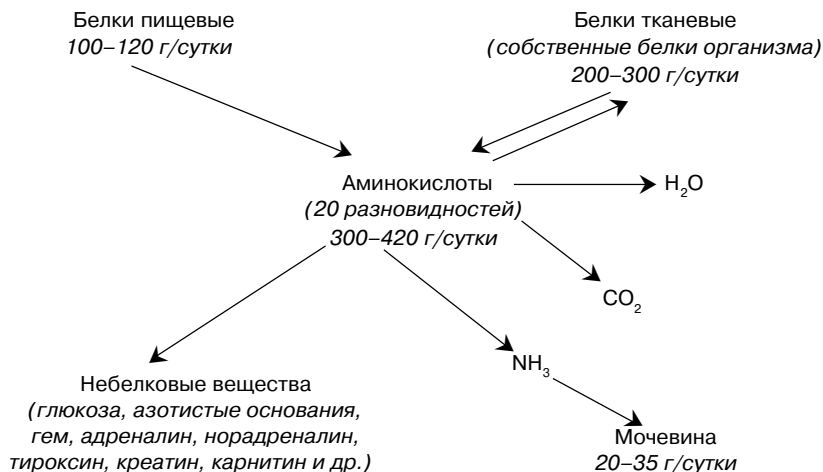 Белки пищевые
100–120 г/сутки
Белки тканевые
(собственные белки организма)
200–300 г/сутки
Аминокислоты
(20 разновидностей)
300–420 г/сутки
H₂O
CO₂
NH₃
Небелковые вещества
(глюкоза, азотистые основания,
гем, адреналин, норадреналин,
тироксин, креатин, карнитин и др.)
Мочевина
20–35 г/сутки